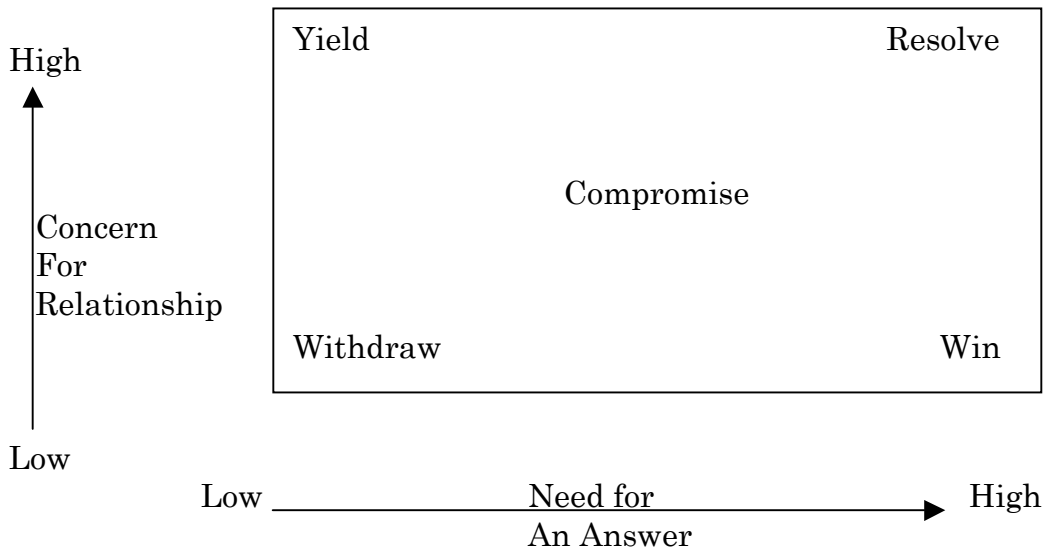 Yield Resolve
High
Compromise
Concern
For
Relationship
Withdraw Win
Low
Low Need for High
An Answer